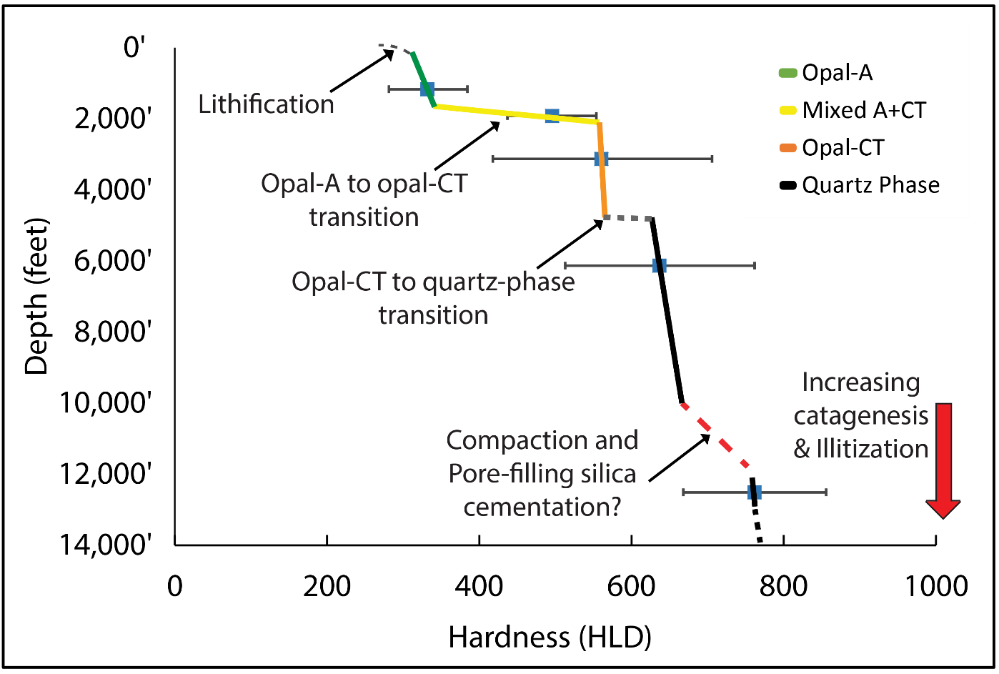 0'
2,000'
4,000'
6,000'
8,000'
10,000'
12,000'
14,000'
Depth (feet)
0
200
400
600
800
1000
Hardness (HLD)
Lithification
Opal-A to opal-CT
transition
Opal-CT to quartz-phase
transition
Compaction and
Pore-filling silica
cementation?
Opal-A
Mixed A+CT
Opal-CT
Quartz Phase
Increasing
catagenesis
& Illitization